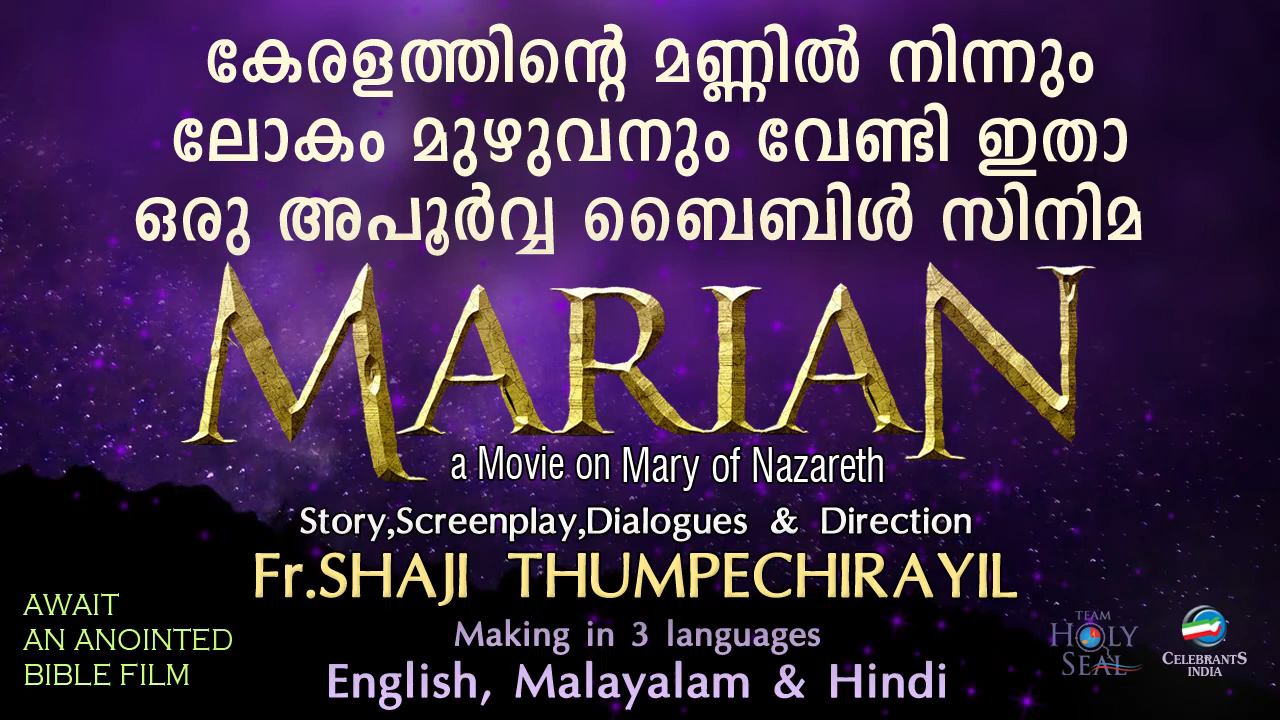 കേരളത്തിന്റെ മണ്ണിൽ നിന്നും
ലോകം മുഴുവനും വേണ്ടി ഇതാ
ഒരു അപൂർവ്വ ബൈബിൾ സിനിമ
MARIAN
a Movie on Mary of Nazareth
Story,Screenplay,Dialogues & Direction
Fr.SHAJI THUMPECHIRAYIL
Making in 3 languages
English, Malayalam & Hindi
AWAIT
AN ANOINTED
BIBLE FILM
TEAM
HOLY
SEAL
CELEBRANTS
INDIA